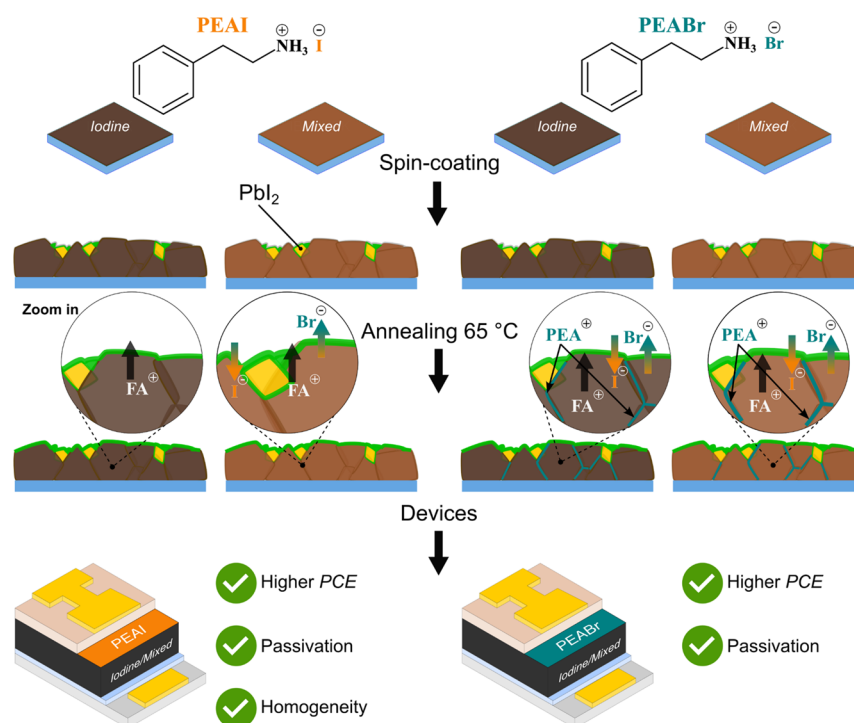 PEAI
NH₃ ⊕ I ⊖
PEABr
NH₃ ⊕ Br ⊖
Iodine
Mixed
Iodine
Mixed
Spin-coating
PbI₂
Zoom in
Annealing 65 °C
FA⊕
I⊖
FA⊕
Br⊖
PEA⊕
Br⊖
I⊖
FA⊕
PEA⊕
Br⊖
I⊖
FA⊕
Devices
PEAI
Iodine/Mixed
Higher PCE
Passivation
Homogeneity
PEABr
Iodine/Mixed
Higher PCE
Passivation